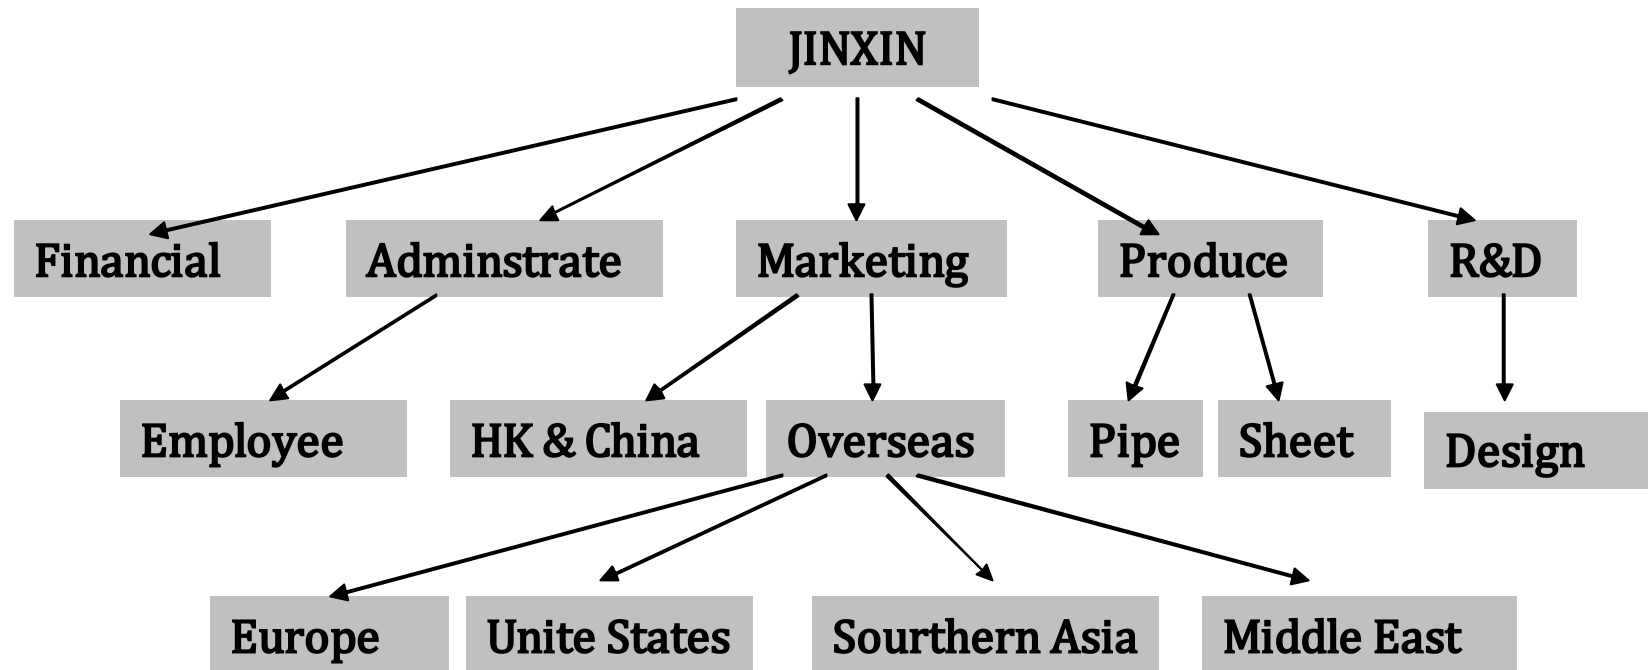 JINXIN
Financial
Adminstrate
Marketing
Produce
R&D
Employee
HK & China
Overseas
Pipe
Sheet
Design
Europe
Unite States
Sourthern Asia
Middle East